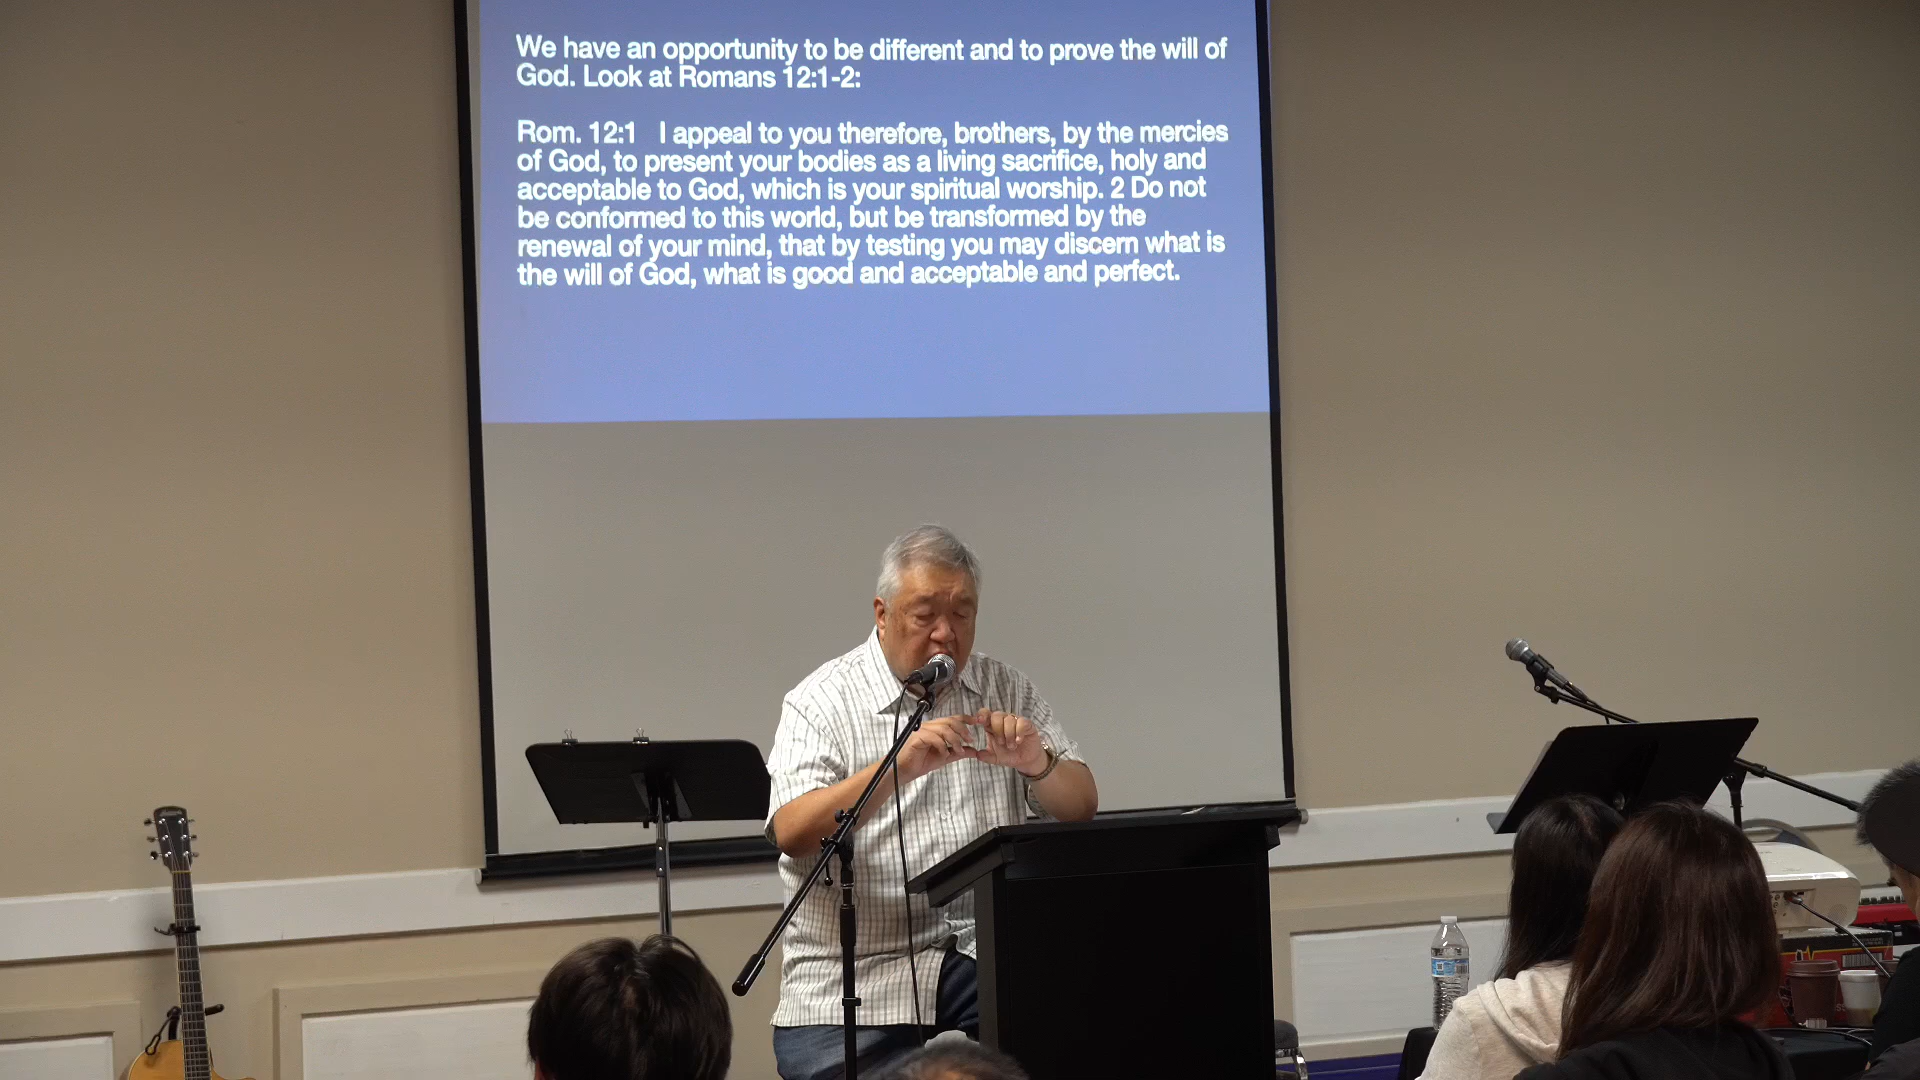 We have an opportunity to be different and to prove the will of
God. Look at Romans 12:1-2:
Rom. 12:1 I appeal to you therefore, brothers, by the mercies
of God, to present your bodies as a living sacrifice, holy and
acceptable to God, which is your spiritual worship. 2 Do not
be conformed to this world, but be transformed by the
renewal of your mind, that by testing you may discern what is
the will of God, what is good and acceptable and perfect.